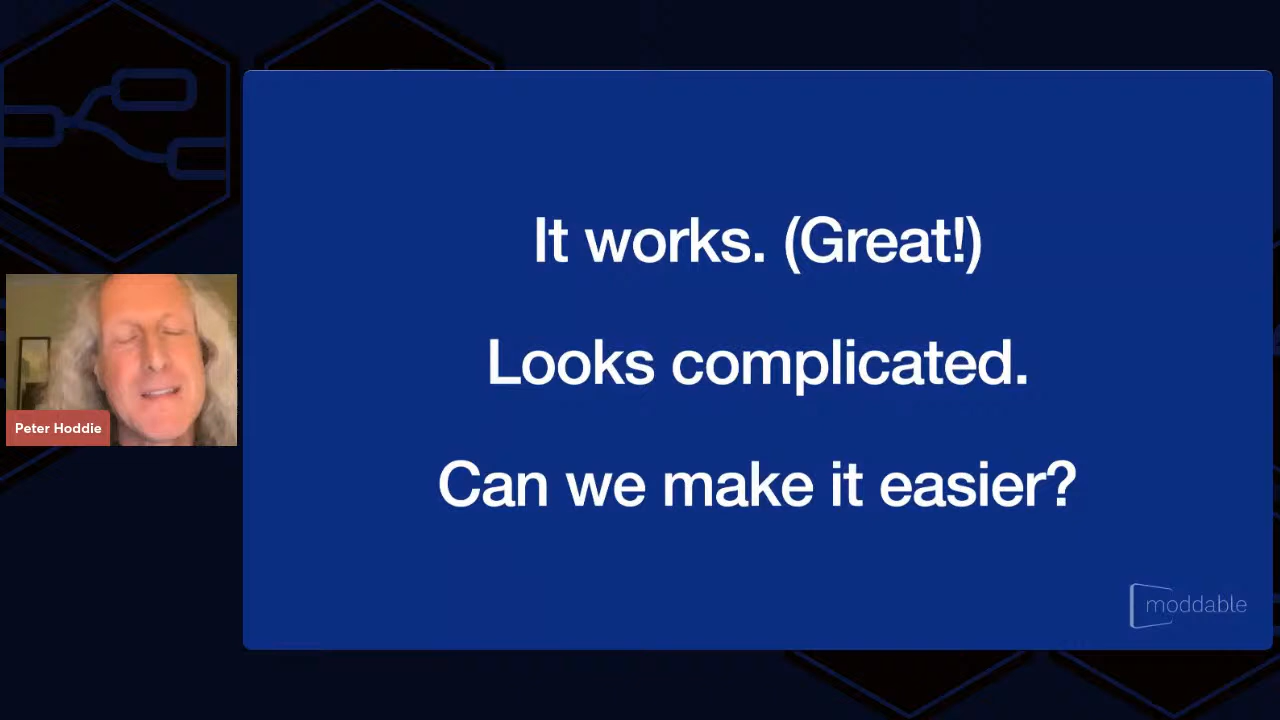 It works. (Great!)
Looks complicated.
Peter Hoddie
Can we make it easier?
moddable